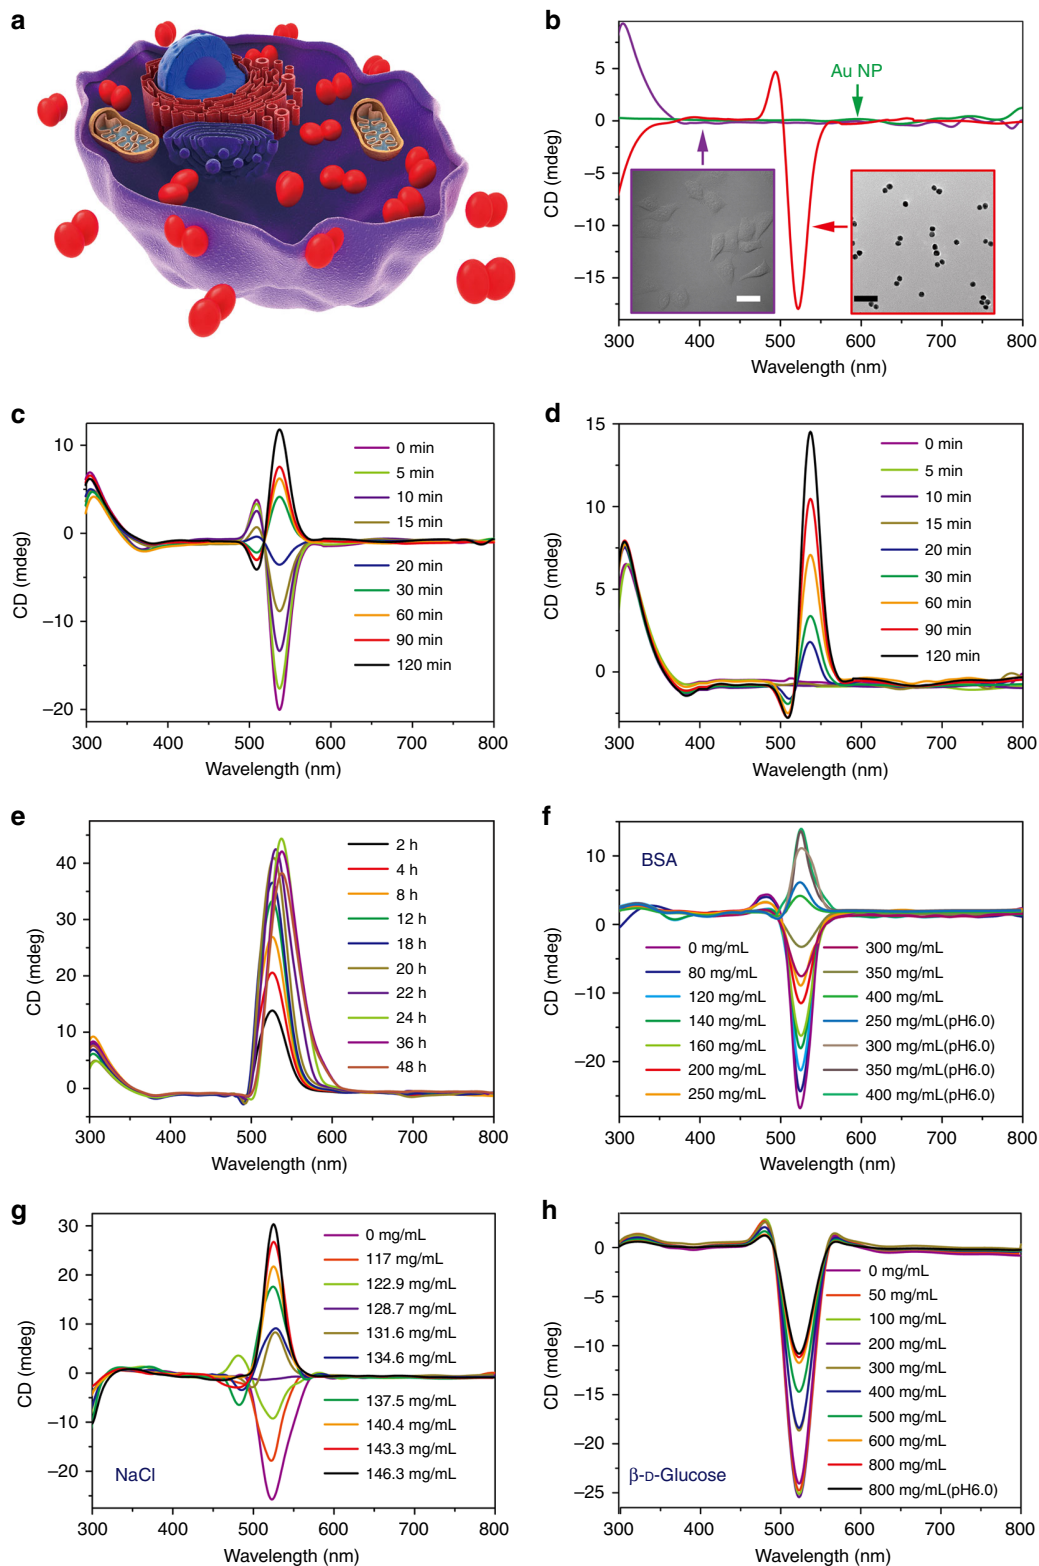 a
b
CD (mdeg)
5
0
−5
−10
−15
Au NP
300 400 500 600 700 800
Wavelength (nm)
c
CD (mdeg)
10
0
−10
−20
0 min
5 min
10 min
15 min
20 min
30 min
60 min
90 min
120 min
300 400 500 600 700 800
Wavelength (nm)
d
CD (mdeg)
15
10
5
0
0 min
5 min
10 min
15 min
20 min
30 min
60 min
90 min
120 min
300 400 500 600 700 800
Wavelength (nm)
e
CD (mdeg)
40
30
20
10
0
2 h
4 h
8 h
12 h
18 h
20 h
22 h
24 h
36 h
48 h
300 400 500 600 700 800
Wavelength (nm)
f
CD (mdeg)
10
0
−10
−20
BSA
0 mg/mL
80 mg/mL
120 mg/mL
140 mg/mL
160 mg/mL
200 mg/mL
250 mg/mL
300 mg/mL
350 mg/mL
400 mg/mL
250 mg/mL(pH6.0)
300 mg/mL(pH6.0)
350 mg/mL(pH6.0)
400 mg/mL(pH6.0)
300 400 500 600 700 800
Wavelength (nm)
g
CD (mdeg)
30
20
10
0
−10
−20
0 mg/mL
117 mg/mL
122.9 mg/mL
128.7 mg/mL
131.6 mg/mL
134.6 mg/mL
137.5 mg/mL
140.4 mg/mL
143.3 mg/mL
146.3 mg/mL
NaCl
300 400 500 600 700 800
Wavelength (nm)
h
CD (mdeg)
0
−5
−10
−15
−20
−25
0 mg/mL
50 mg/mL
100 mg/mL
200 mg/mL
300 mg/mL
400 mg/mL
500 mg/mL
600 mg/mL
800 mg/mL
800 mg/mL(pH6.0)
β-D-Glucose
300 400 500 600 700 800
Wavelength (nm)